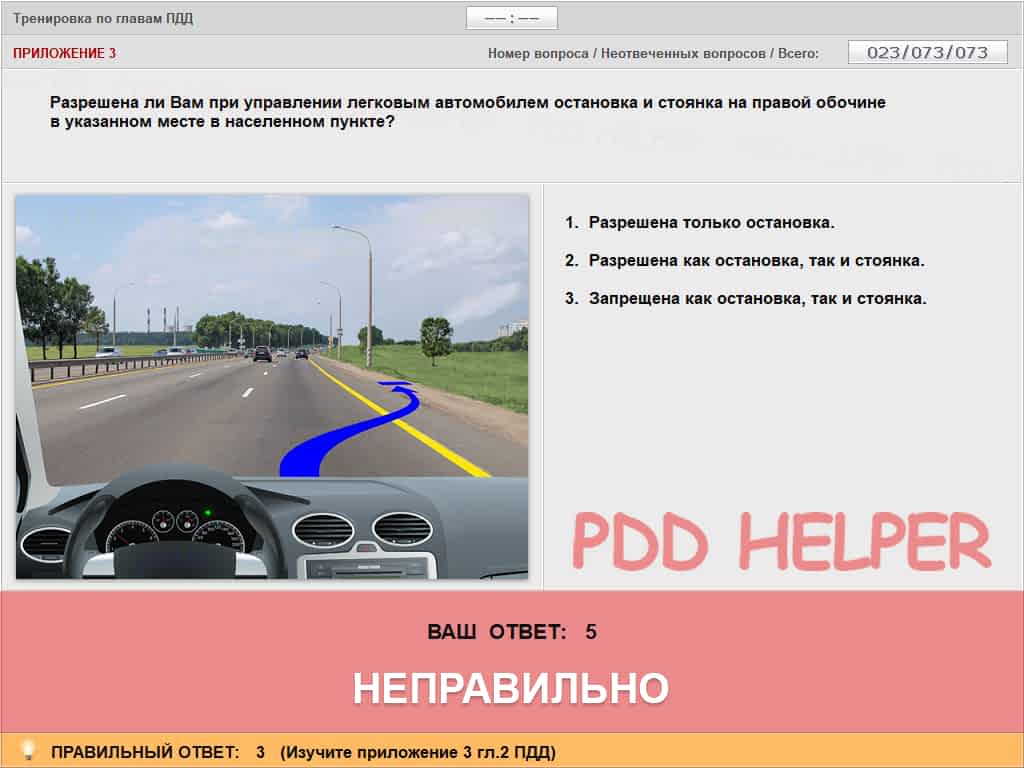 Тренировка по главам ПДД
–– : ––
ПРИЛОЖЕНИЕ 3
Номер вопроса / Неотвеченных вопросов / Всего:
023/073/073
Разрешена ли Вам при управлении легковым автомобилем остановка и стоянка на правой обочине
в указанном месте в населенном пункте?
1. Разрешена только остановка.
2. Разрешена как остановка, так и стоянка.
3. Запрещена как остановка, так и стоянка.
PDD HELPER
ВАШ ОТВЕТ: 5
НЕПРАВИЛЬНО
ПРАВИЛЬНЫЙ ОТВЕТ: 3 (Изучите приложение 3 гл.2 ПДД)